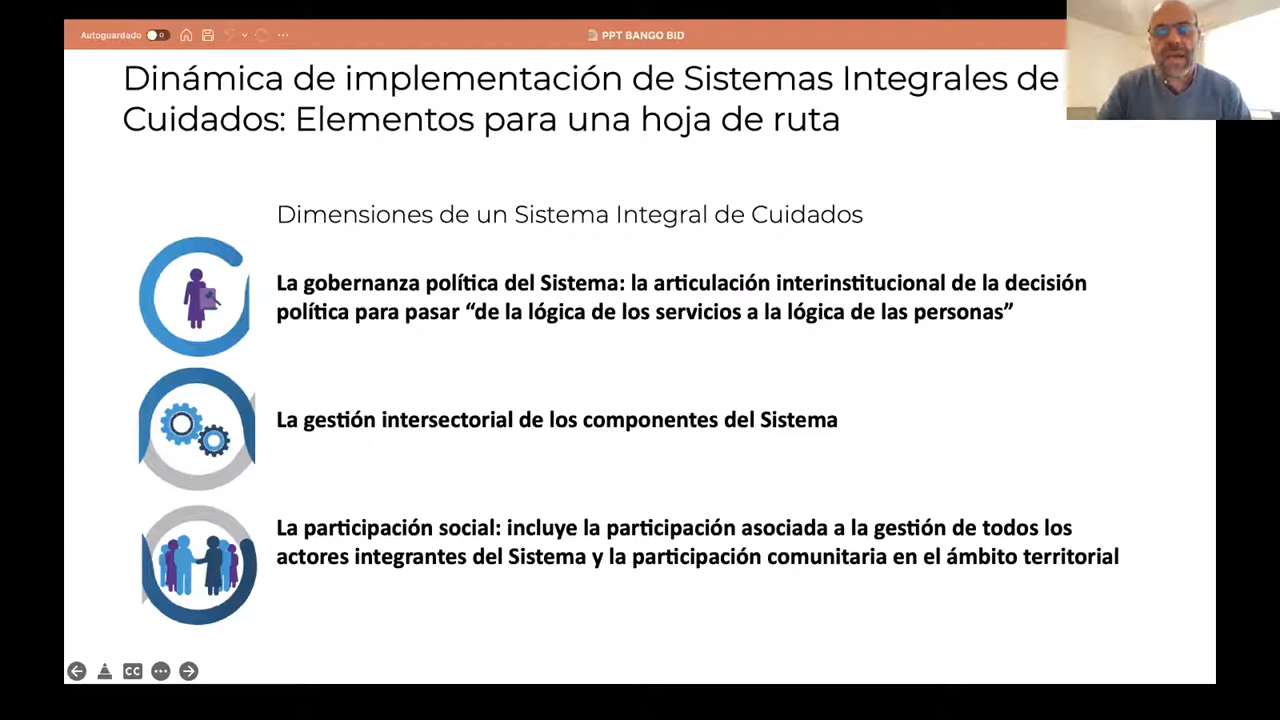 Autoguardado
PPT BANGO BID
Dinámica de implementación de Sistemas Integrales de
Cuidados: Elementos para una hoja de ruta
Dimensiones de un Sistema Integral de Cuidados
La gobernanza política del Sistema: la articulación interinstitucional de la decisión
política para pasar “de la lógica de los servicios a la lógica de las personas”
La gestión intersectorial de los componentes del Sistema
La participación social: incluye la participación asociada a la gestión de todos los
actores integrantes del Sistema y la participación comunitaria en el ámbito territorial
CC